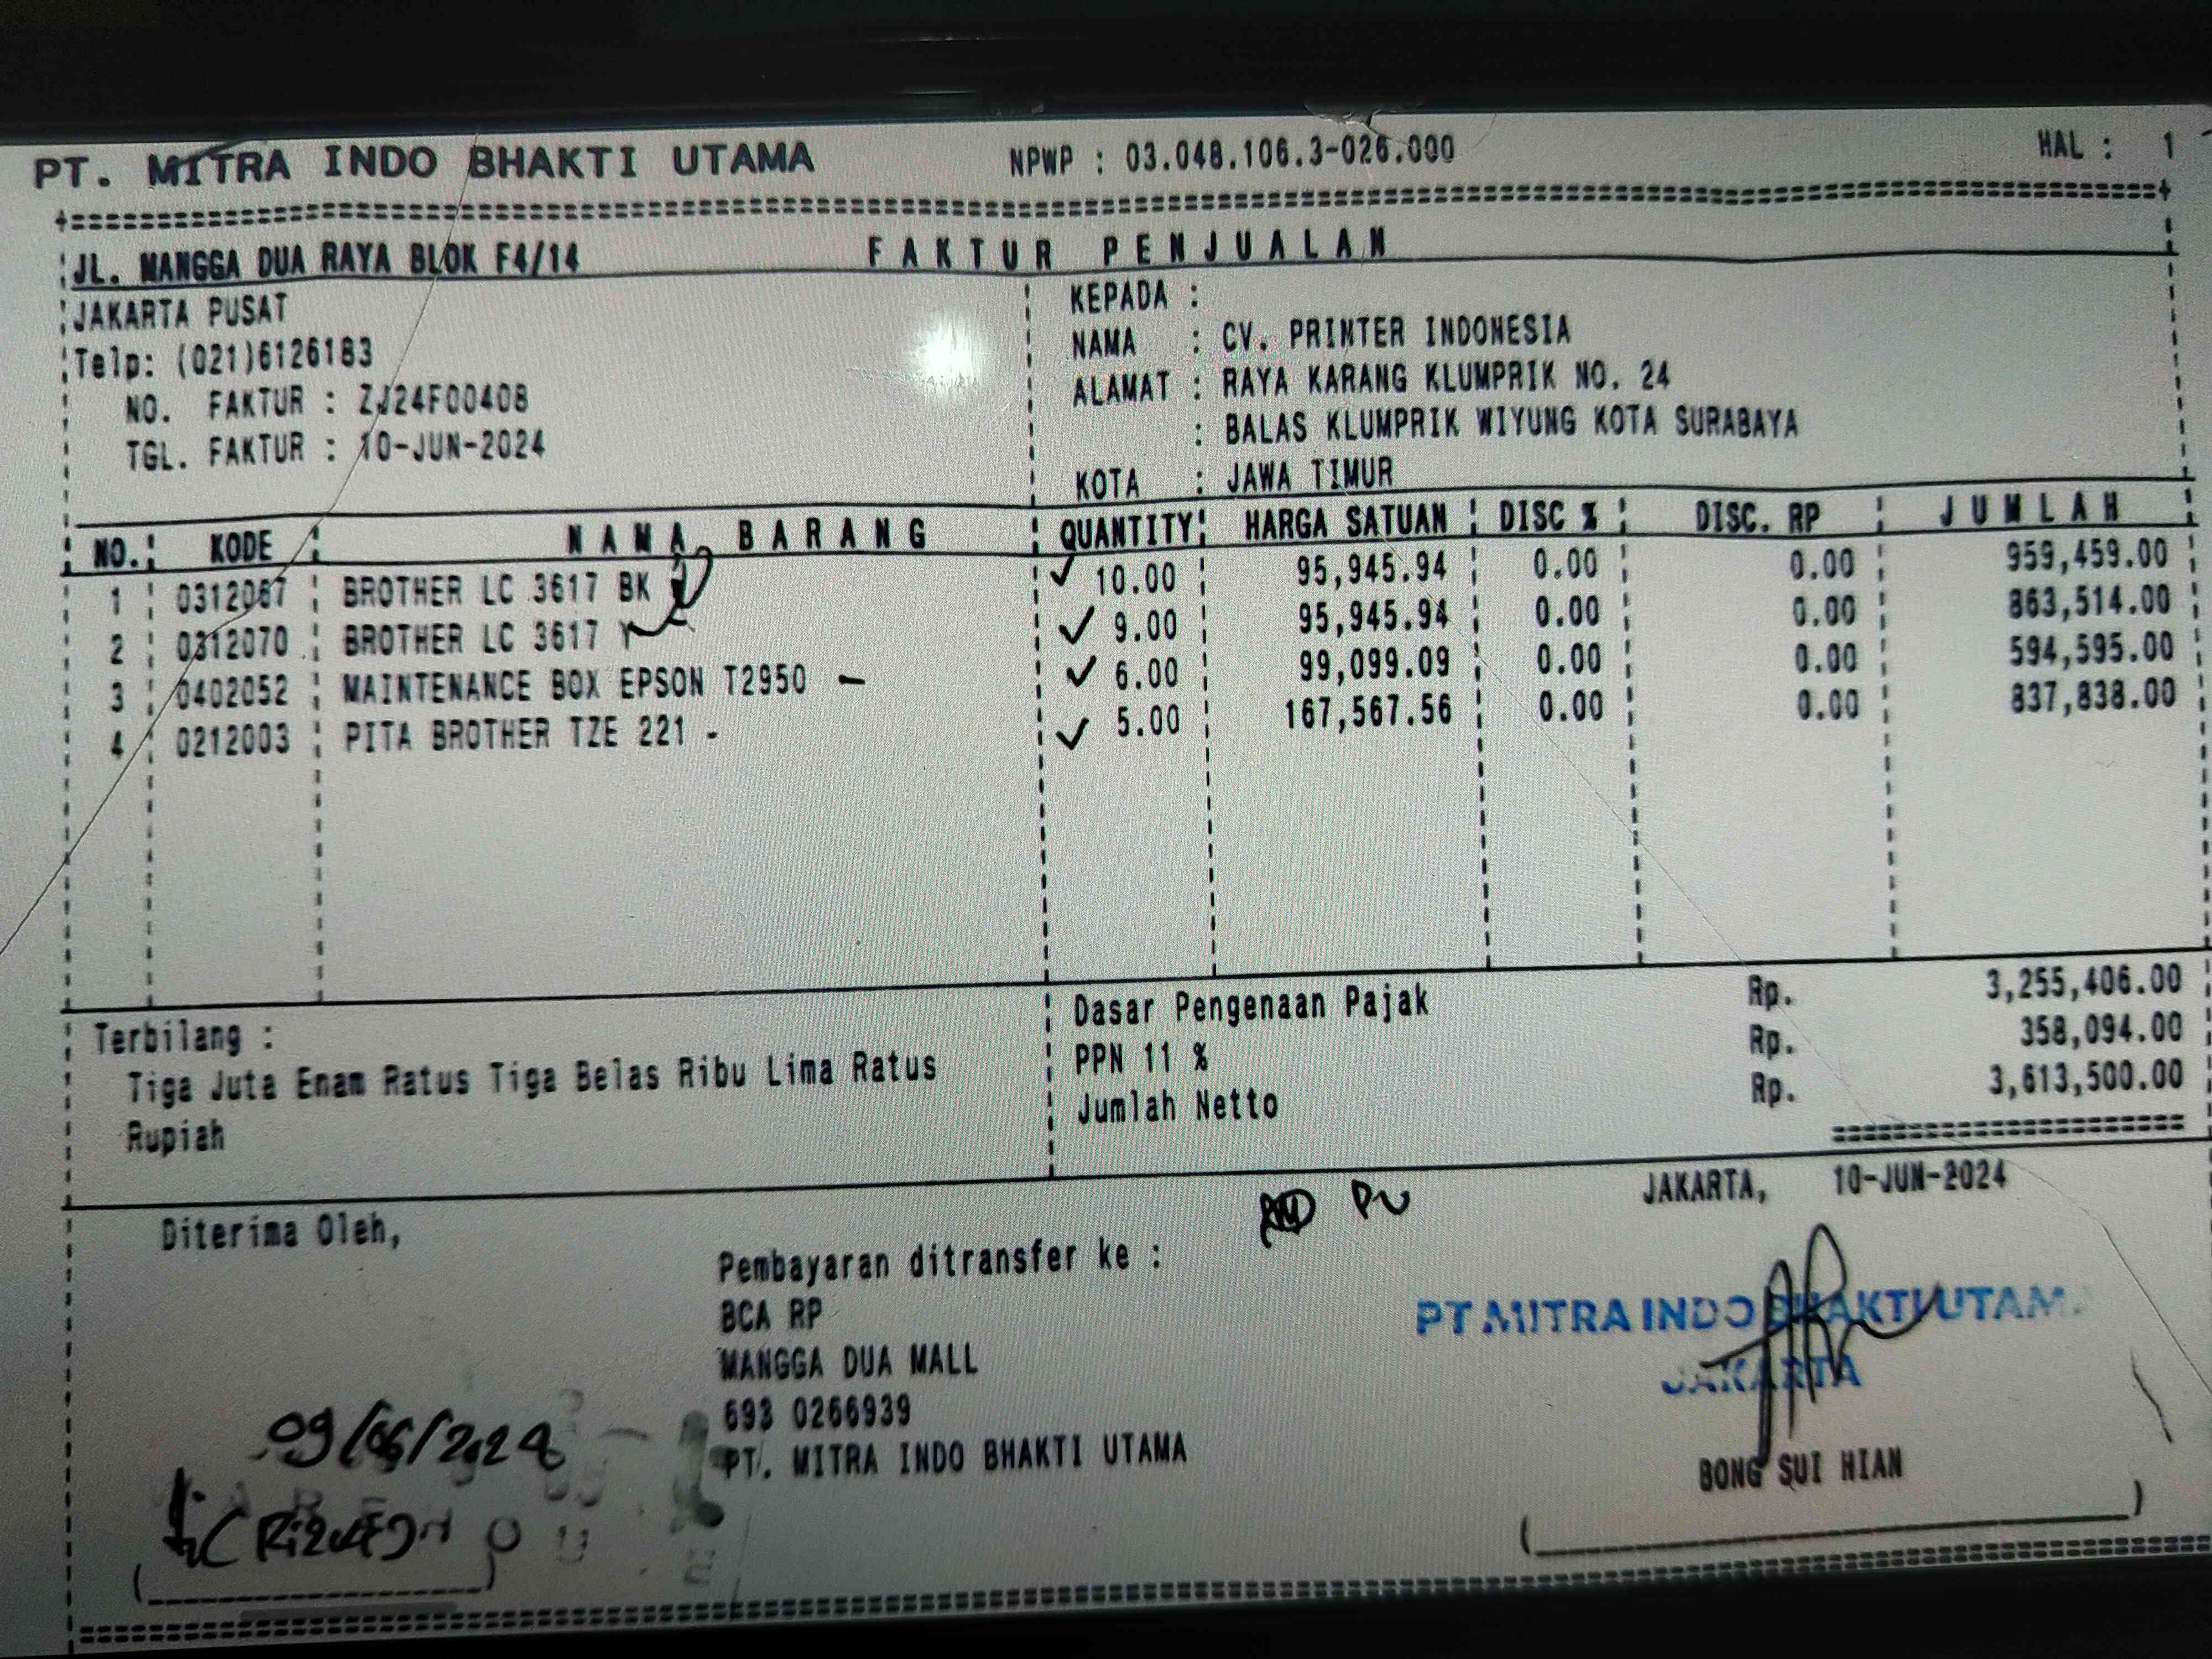 PT. MITRA INDO BHAKTI UTAMA NPWP : 03.048.106.3-026.000 HAL : 1
JL. MANGGA DUA RAYA BLOK F4/14 FAKTUR PENJUALAN
JAKARTA PUSAT
Telp: (021)6126183
NO. FAKTUR : ZJ24F00408
TGL. FAKTUR : 10-JUN-2024
KEPADA :
NAMA : CV. PRINTER INDONESIA
ALAMAT : RAYA KARANG KLUMPRIK NO. 24
: BALAS KLUMPRIK WIYUNG KOTA SURABAYA
KOTA : JAWA TIMUR
NO. KODE NAMA BARANG QUANTITY HARGA SATUAN DISC % DISC. RP JUMLAH
1 0312067 BROTHER LC 3617 BK 10.00 95,945.94 0.00 0.00 959,459.00
2 0312070 BROTHER LC 3617 Y 9.00 95,945.94 0.00 0.00 863,514.00
3 0402052 MAINTENANCE BOX EPSON T2950 6.00 99,099.09 0.00 0.00 594,595.00
4 0212003 PITA BROTHER TZE 221 5.00 167,567.56 0.00 0.00 837,838.00
Dasar Pengenaan Pajak Rp. 3,255,406.00
PPN 11 % Rp. 358,094.00
Jumlah Netto Rp. 3,613,500.00
Terbilang :
Tiga Juta Enam Ratus Tiga Belas Ribu Lima Ratus
Rupiah
JAKARTA, 10-JUN-2024
Diterima Oleh,
Pembayaran ditransfer ke :
BCA RP
MANGGA DUA MALL
693 0266939
PT. MITRA INDO BHAKTI UTAMA
PT MITRA INDO BHAKTI UTAMA
JAKARTA
BONG SUI HIAN
09/06/2024